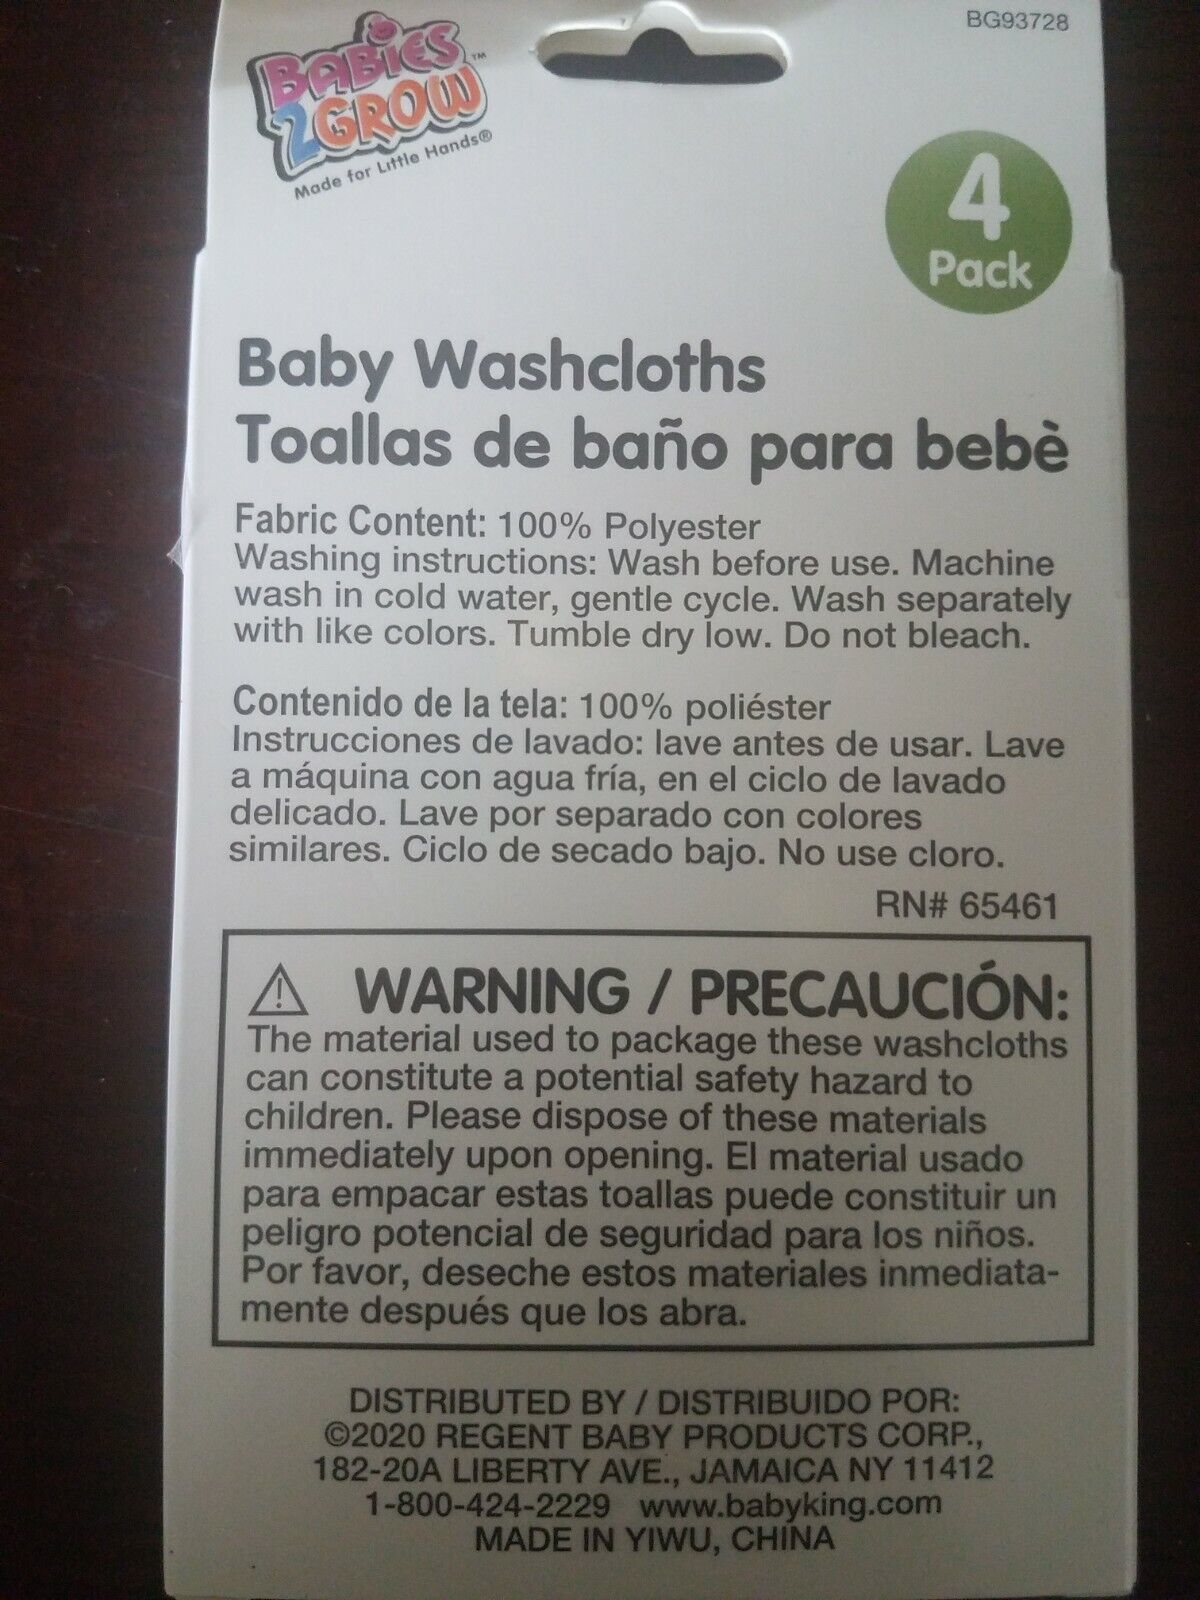 BG93728
BABIES
2GROW™
Made for Little Hands®
4
Pack
Baby Washcloths
Toallas de baño para bebè
Fabric Content: 100% Polyester
Washing instructions: Wash before use. Machine
wash in cold water, gentle cycle. Wash separately
with like colors. Tumble dry low. Do not bleach.
Contenido de la tela: 100% poliéster
Instrucciones de lavado: lave antes de usar. Lave
a máquina con agua fría, en el ciclo de lavado
delicado. Lave por separado con colores
similares. Ciclo de secado bajo. No use cloro.
RN# 65461
⚠ WARNING / PRECAUCIÓN:
The material used to package these washcloths
can constitute a potential safety hazard to
children. Please dispose of these materials
immediately upon opening. El material usado
para empacar estas toallas puede constituir un
peligro potencial de seguridad para los niños.
Por favor, deseche estos materiales inmediata-
mente después que los abra.
DISTRIBUTED BY / DISTRIBUIDO POR:
©2020 REGENT BABY PRODUCTS CORP.,
182-20A LIBERTY AVE., JAMAICA NY 11412
1-800-424-2229 www.babyking.com
MADE IN YIWU, CHINA